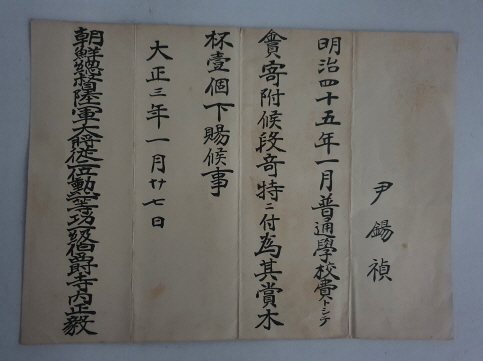 尹錫禎
明治四十五年一月普通學校費トシテ
金員寄附候段奇特ニ付為其賞木
杯壹個下賜候事
大正三年一月廿七日
朝鮮總督陸軍大將從二位勳一等功一級伯爵寺内正毅